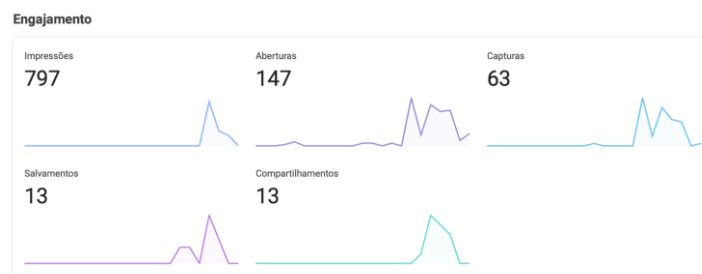 Engajamento
Impressões
797
Aberturas
147
Capturas
63
Salvamentos
13
Compartilhamentos
13